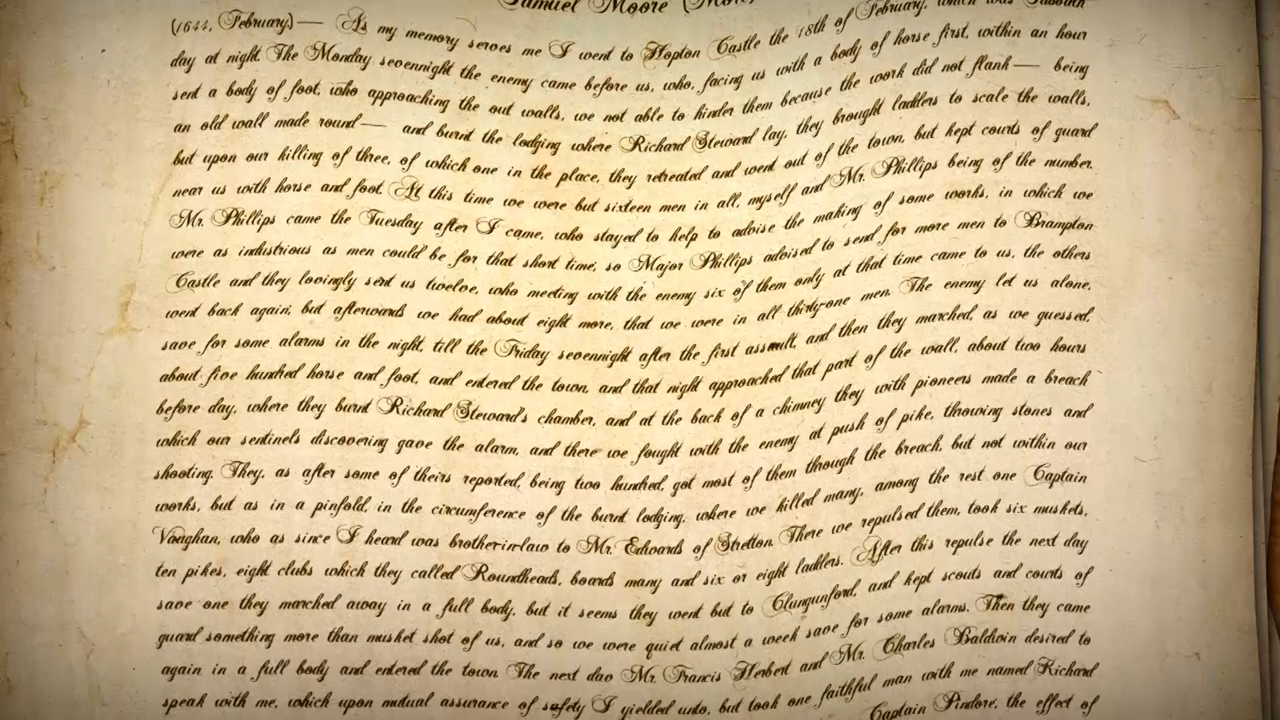 Samuel Moore (More
(1644, February)— As my memory serves me I went to Hopton Castle the 18th of February, which was Sabbath
day at night. The Monday sevennight the enemy came before us, who, facing us with a body of horse first, within an hour
sent a body of foot, who approaching the out walls, we not able to hinder them because the work did not flank— being
an old wall made round— and burnt the lodging where Richard Steward lay, they brought ladders to scale the walls,
but upon our killing of three, of which one in the place, they retreated and went out of the town, but kept courts of guard
near us with horse and foot. At this time we were but sixteen men in all, myself and Mr. Phillips being of the number.
Mr. Phillips came the Tuesday after I came, who stayed to help to advise the making of some works, in which we
were as industrious as men could be for that short time; so Major Phillips advised to send for more men to Brampton
Castle and they lovingly sent us twelve, who meeting with the enemy six of them only at that time came to us, the others
went back again; but afterwards we had about eight more, that we were in all thirty-one men. The enemy let us alone,
save for some alarms in the night, till the Friday sevennight after the first assault, and then they marched, as we guessed,
about five hundred horse and foot, and entered the town, and that night approached that part of the wall, about two hours
before day, where they burnt Richard Steward's chamber, and at the back of a chimney they with pioneers made a breach
which our sentinels discovering gave the alarm, and there we fought with the enemy at push of pike, throwing stones and
shooting. They, as after some of theirs reported, being two hundred, got most of them through the breach, but not within our
works, but as in a pinfold, in the circumference of the burnt lodging, where we killed many, among the rest one Captain
Vaughan, who as since I heard was brother-in-law to Mr. Edwards of Stretton. There we repulsed them, took six muskets,
ten pikes, eight clubs which they called Roundheads, boards many and six or eight ladders. After this repulse the next day
save one they marched away in a full body, but it seems they went but to Clungunford, and kept scouts and courts of
guard something more than musket shot of us, and so we were quiet almost a week save for some alarms. Then they came
again in a full body and entered the town. The next day Mr. Francis Herbert and Mr. Charles Baldwin desired to
speak with me, which upon mutual assurance of safety I yielded unto, but took one faithful man with me named Richard
Captain Pindore, the effect of